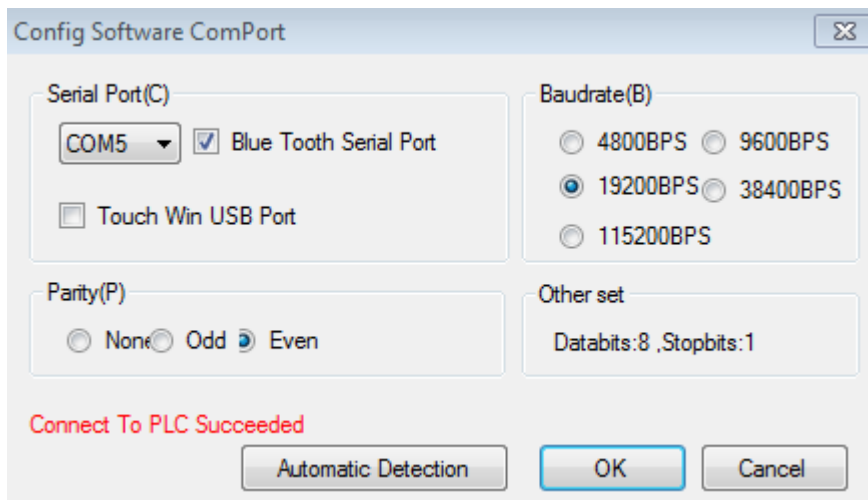 Config Software ComPort
Serial Port(C)
COM5 Blue Tooth Serial Port
Touch Win USB Port
Baudrate(B)
4800BPS 9600BPS
19200BPS 38400BPS
115200BPS
Parity(P)
None Odd Even
Other set
Databits:8 ,Stopbits:1
Connect To PLC Succeeded
Automatic Detection OK Cancel